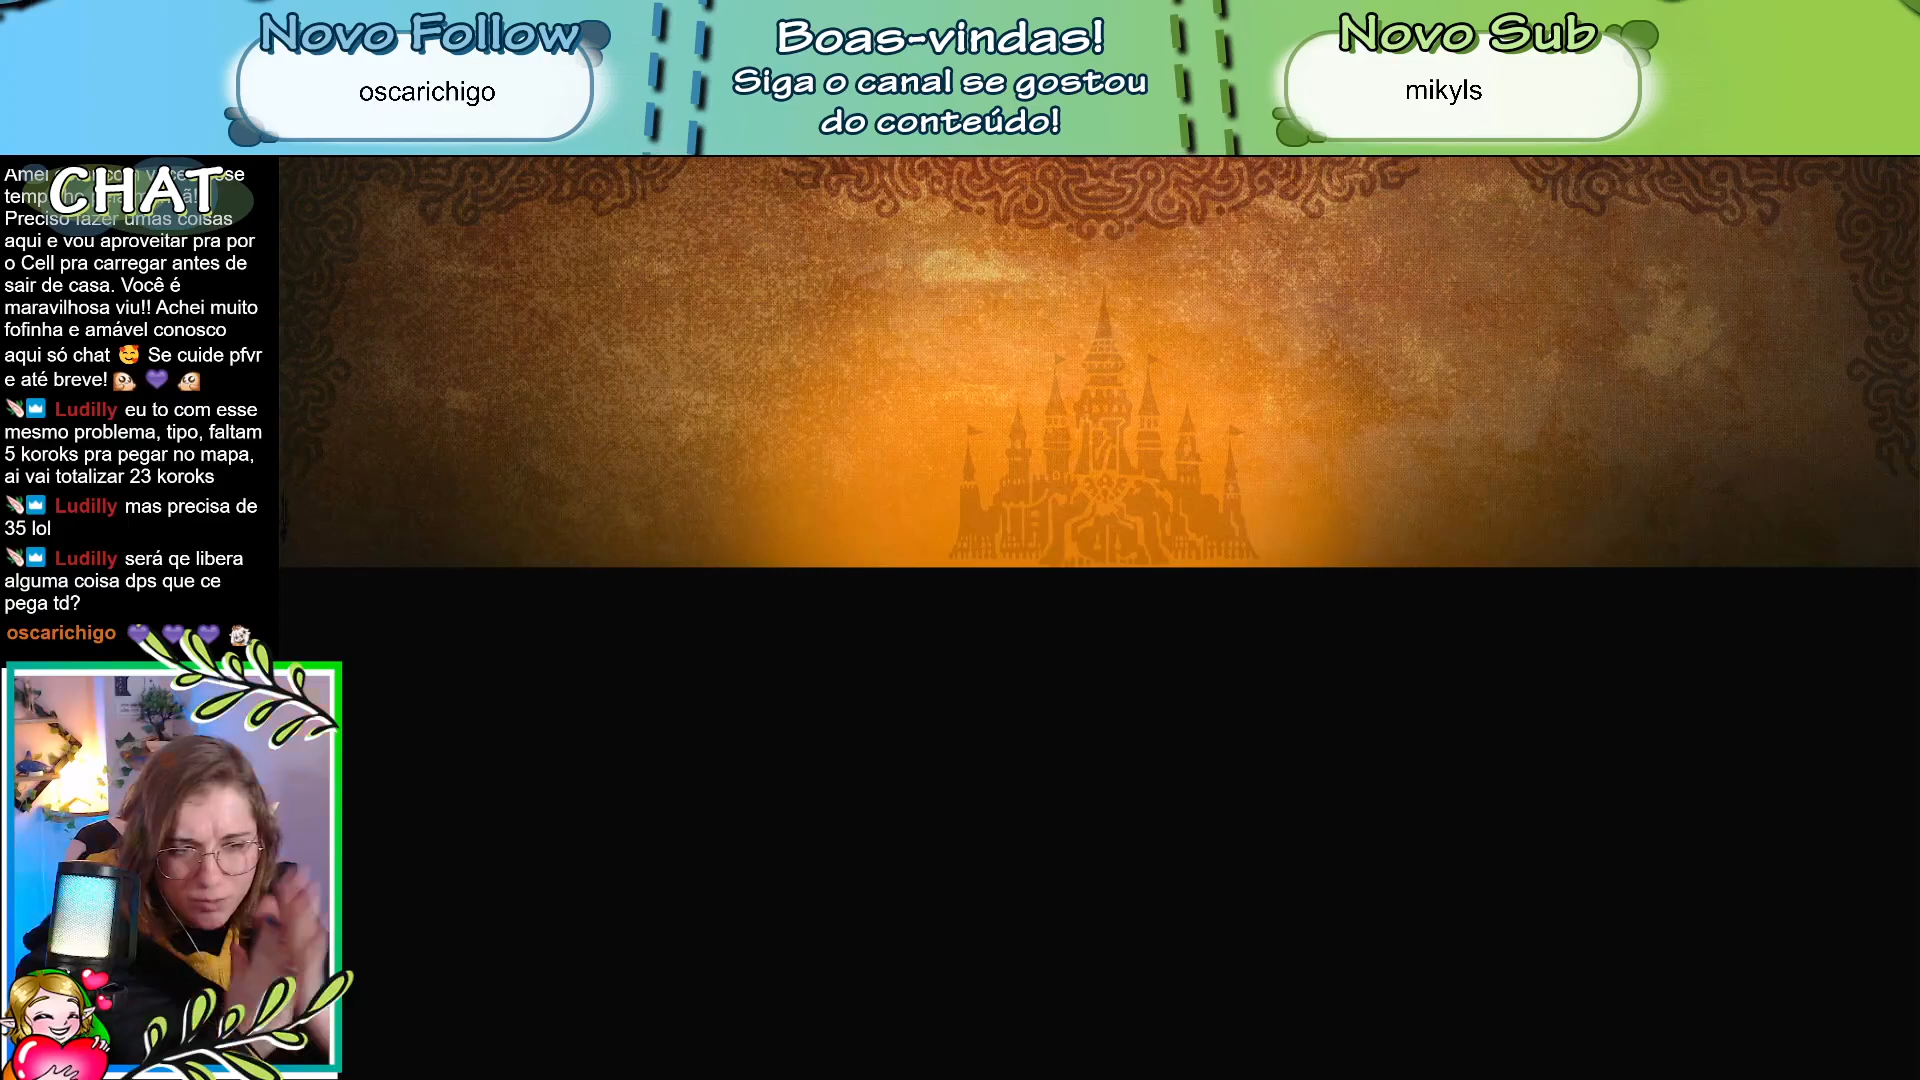 Novo Follow
oscarichigo
Boas-vindas!
Siga o canal se gostou
do conteúdo!
Novo Sub
mikyls
CHAT
Amei
Preciso fazer umas coisas
aqui e vou aproveitar pra por
o Cell pra carregar antes de
sair de casa. Você é
maravilhosa viu!! Achei muito
fofinha e amável conosco
aqui só chat 🥰 Se cuide pfvr
e até breve! 💜
Ludilly eu to com esse
mesmo problema, tipo, faltam
5 koroks pra pegar no mapa,
ai vai totalizar 23 koroks
Ludilly mas precisa de
35 lol
Ludilly será qe libera
alguma coisa dps que ce
pega td?
oscarichigo 💜 💜 💜